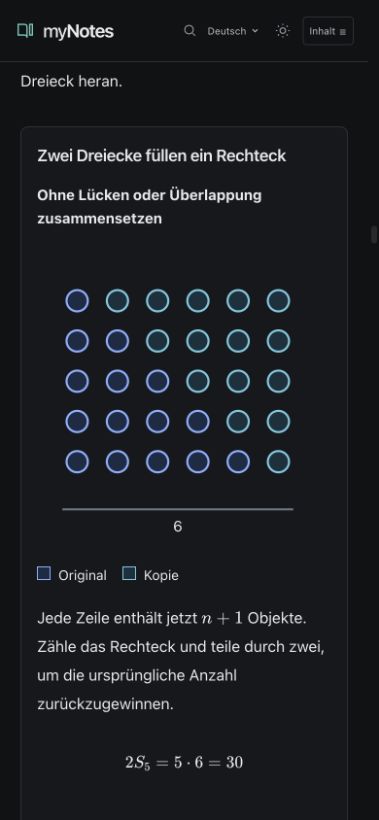 myNotes
Deutsch
Inhalt
Dreieck heran.
Zwei Dreiecke füllen ein Rechteck
Ohne Lücken oder Überlappung
zusammensetzen
6
Original Kopie
Jede Zeile enthält jetzt n + 1 Objekte.
Zähle das Rechteck und teile durch zwei,
um die ursprüngliche Anzahl
zurückzugewinnen.
2S₅ = 5 · 6 = 30